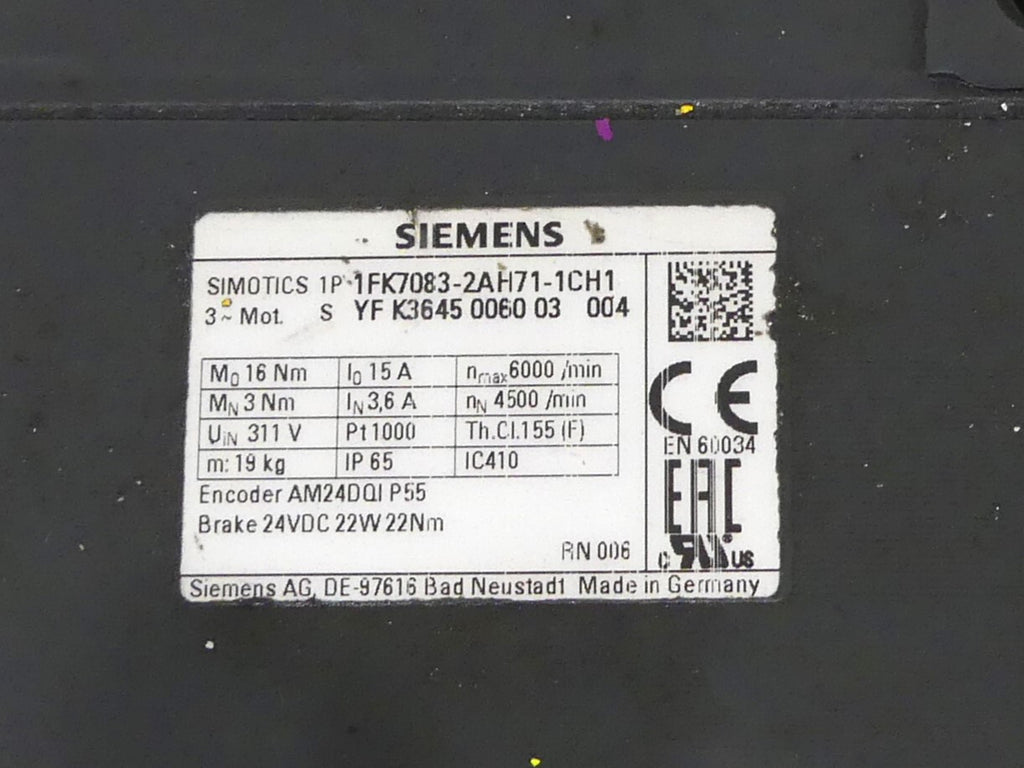 SIEMENS
SIMOTICS 1P 1FK7083-2AH71-1CH1
3~ Mot. S YF K3645 0060 03 004
M0 16 Nm I0 15 A nmax 6000 /min
MN 3 Nm IN 3,6 A nN 4500 /min
UIN 311 V Pt1000 Th.Cl.155 (F)
m: 19 kg IP 65 IC410
Encoder AM24DQI P55
Brake 24VDC 22W 22Nm
RN 006
CE
EN 60034
EAC
c RU US
Siemens AG, DE-97616 Bad Neustadt Made in Germany